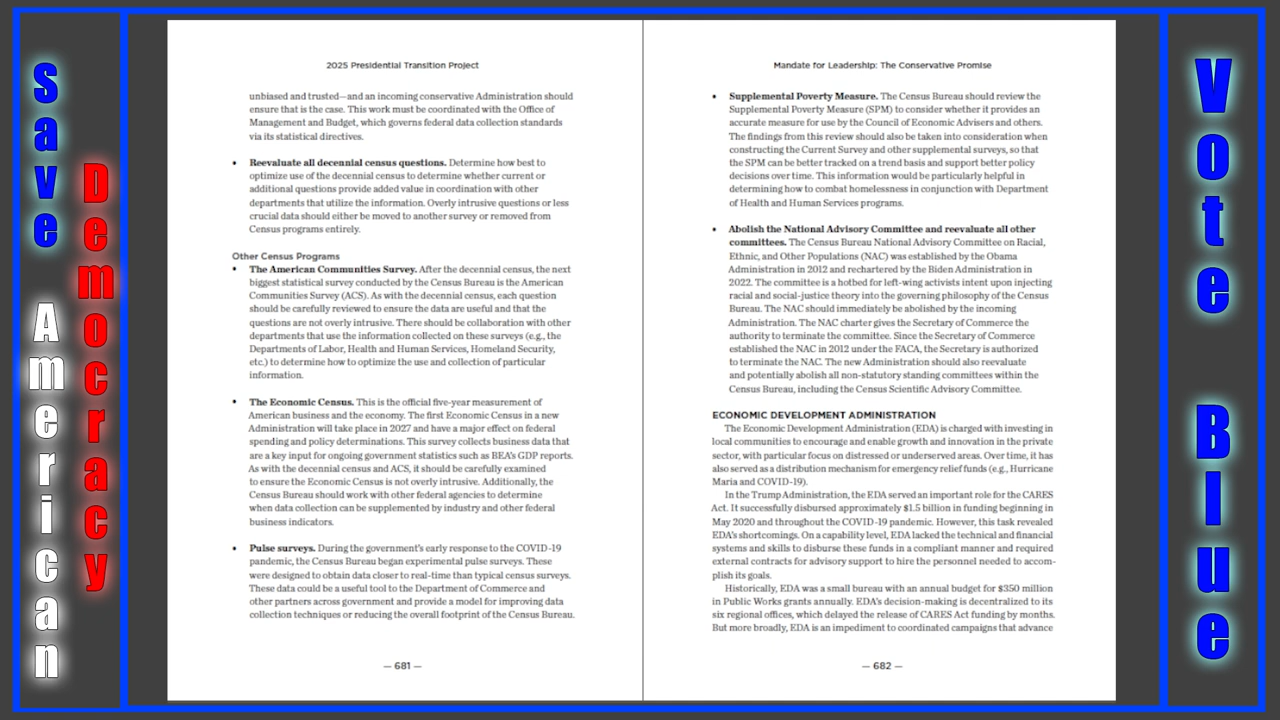 Save American
Democracy
2025 Presidential Transition Project
unbiased and trusted—and an incoming conservative Administration should
ensure that is the case. This work must be coordinated with the Office of
Management and Budget, which governs federal data collection standards
via its statistical directives.
• Reevaluate all decennial census questions. Determine how best to
optimize use of the decennial census to determine whether current or
additional questions provide added value in coordination with other
departments that utilize the information. Overly intrusive questions or less
crucial data should either be moved to another survey or removed from
Census programs entirely.
Other Census Programs
• The American Communities Survey. After the decennial census, the next
biggest statistical survey conducted by the Census Bureau is the American
Communities Survey (ACS). As with the decennial census, each question
should be carefully reviewed to ensure the data are useful and that the
questions are not overly intrusive. There should be collaboration with other
departments that use the information collected on these surveys (e.g., the
Departments of Labor, Health and Human Services, Homeland Security,
etc.) to determine how to optimize the use and collection of particular
information.
• The Economic Census. This is the official five-year measurement of
American business and the economy. The first Economic Census in a new
Administration will take place in 2027 and have a major effect on federal
spending and policy determinations. This survey collects business data that
are a key input for ongoing government statistics such as BEA's GDP reports.
As with the decennial census and ACS, it should be carefully examined
to ensure the Economic Census is not overly intrusive. Additionally, the
Census Bureau should work with other federal agencies to determine
when data collection can be supplemented by industry and other federal
business indicators.
• Pulse surveys. During the government's early response to the COVID-19
pandemic, the Census Bureau began experimental pulse surveys. These
were designed to obtain data closer to real-time than typical census surveys.
These data could be a useful tool to the Department of Commerce and
other partners across government and provide a model for improving data
collection techniques or reducing the overall footprint of the Census Bureau.
— 681 —
Mandate for Leadership: The Conservative Promise
• Supplemental Poverty Measure. The Census Bureau should review the
Supplemental Poverty Measure (SPM) to consider whether it provides an
accurate measure for use by the Council of Economic Advisers and others.
The findings from this review should also be taken into consideration when
constructing the Current Survey and other supplemental surveys, so that
the SPM can be better tracked on a trend basis and support better policy
decisions over time. This information would be particularly helpful in
determining how to combat homelessness in conjunction with Department
of Health and Human Services programs.
• Abolish the National Advisory Committee and reevaluate all other
committees. The Census Bureau National Advisory Committee on Racial,
Ethnic, and Other Populations (NAC) was established by the Obama
Administration in 2012 and rechartered by the Biden Administration in
2022. The committee is a hotbed for left-wing activists intent upon injecting
racial and social-justice theory into the governing philosophy of the Census
Bureau. The NAC should immediately be abolished by the incoming
Administration. The NAC charter gives the Secretary of Commerce the
authority to terminate the committee. Since the Secretary of Commerce
established the NAC in 2012 under the FACA, the Secretary is authorized
to terminate the NAC. The new Administration should also reevaluate
and potentially abolish all non-statutory standing committees within the
Census Bureau, including the Census Scientific Advisory Committee.
ECONOMIC DEVELOPMENT ADMINISTRATION
The Economic Development Administration (EDA) is charged with investing in
local communities to encourage and enable growth and innovation in the private
sector, with particular focus on distressed or underserved areas. Over time, it has
also served as a distribution mechanism for emergency relief funds (e.g., Hurricane
Maria and COVID-19).
In the Trump Administration, the EDA served an important role for the CARES
Act. It successfully disbursed approximately $1.5 billion in funding beginning in
May 2020 and throughout the COVID-19 pandemic. However, this task revealed
EDA's shortcomings. On a capability level, EDA lacked the technical and financial
systems and skills to disburse these funds in a compliant manner and required
external contracts for advisory support to hire the personnel needed to accom-
plish its goals.
Historically, EDA was a small bureau with an annual budget for $350 million
in Public Works grants annually. EDA's decision-making is decentralized to its
six regional offices, which delayed the release of CARES Act funding by months.
But more broadly, EDA is an impediment to coordinated campaigns that advance
— 682 —
Vote Blue